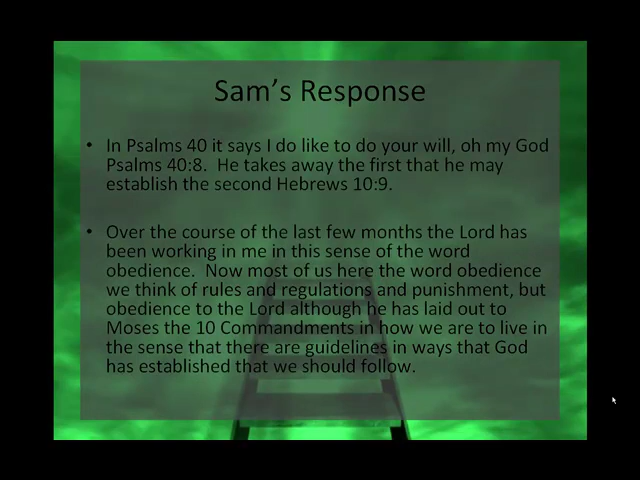 Sam's Response
• In Psalms 40 it says I do like to do your will, oh my God
Psalms 40:8.  He takes away the first that he may
establish the second Hebrews 10:9.
• Over the course of the last few months the Lord has
been working in me in this sense of the word
obedience.  Now most of us here the word obedience
we think of rules and regulations and punishment, but
obedience to the Lord although he has laid out to
Moses the 10 Commandments in how we are to live in
the sense that there are guidelines in ways that God
has established that we should follow.